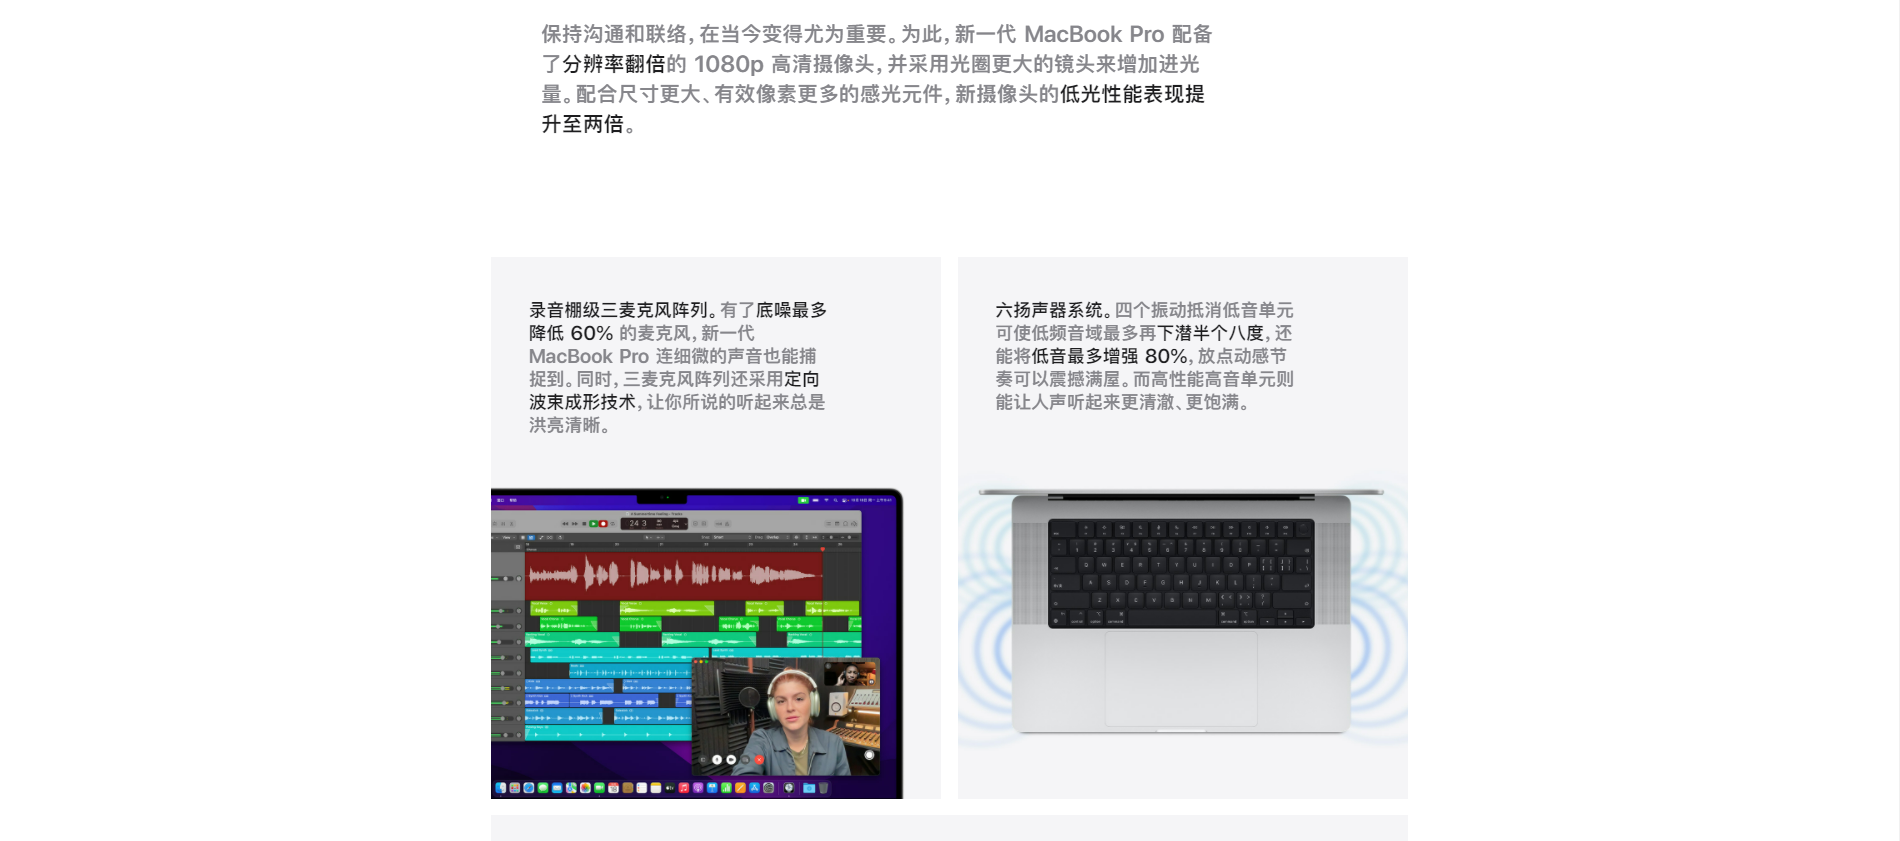 保持沟通和联络，在当今变得尤为重要。为此，新一代 MacBook Pro 配备
了分辨率翻倍的 1080p 高清摄像头，并采用光圈更大的镜头来增加进光
量。配合尺寸更大、有效像素更多的感光元件，新摄像头的低光性能表现提
升至两倍。
录音棚级三麦克风阵列。有了底噪最多
降低 60% 的麦克风，新一代
MacBook Pro 连细微的声音也能捕
捉到。同时，三麦克风阵列还采用定向
波束成形技术，让你所说的听起来总是
洪亮清晰。
六扬声器系统。四个振动抵消低音单元
可使低频音域最多再下潜半个八度，还
能将低音最多增强 80%，放点动感节
奏可以震撼满屋。而高性能高音单元则
能让人声听起来更清澈、更饱满。
24 3